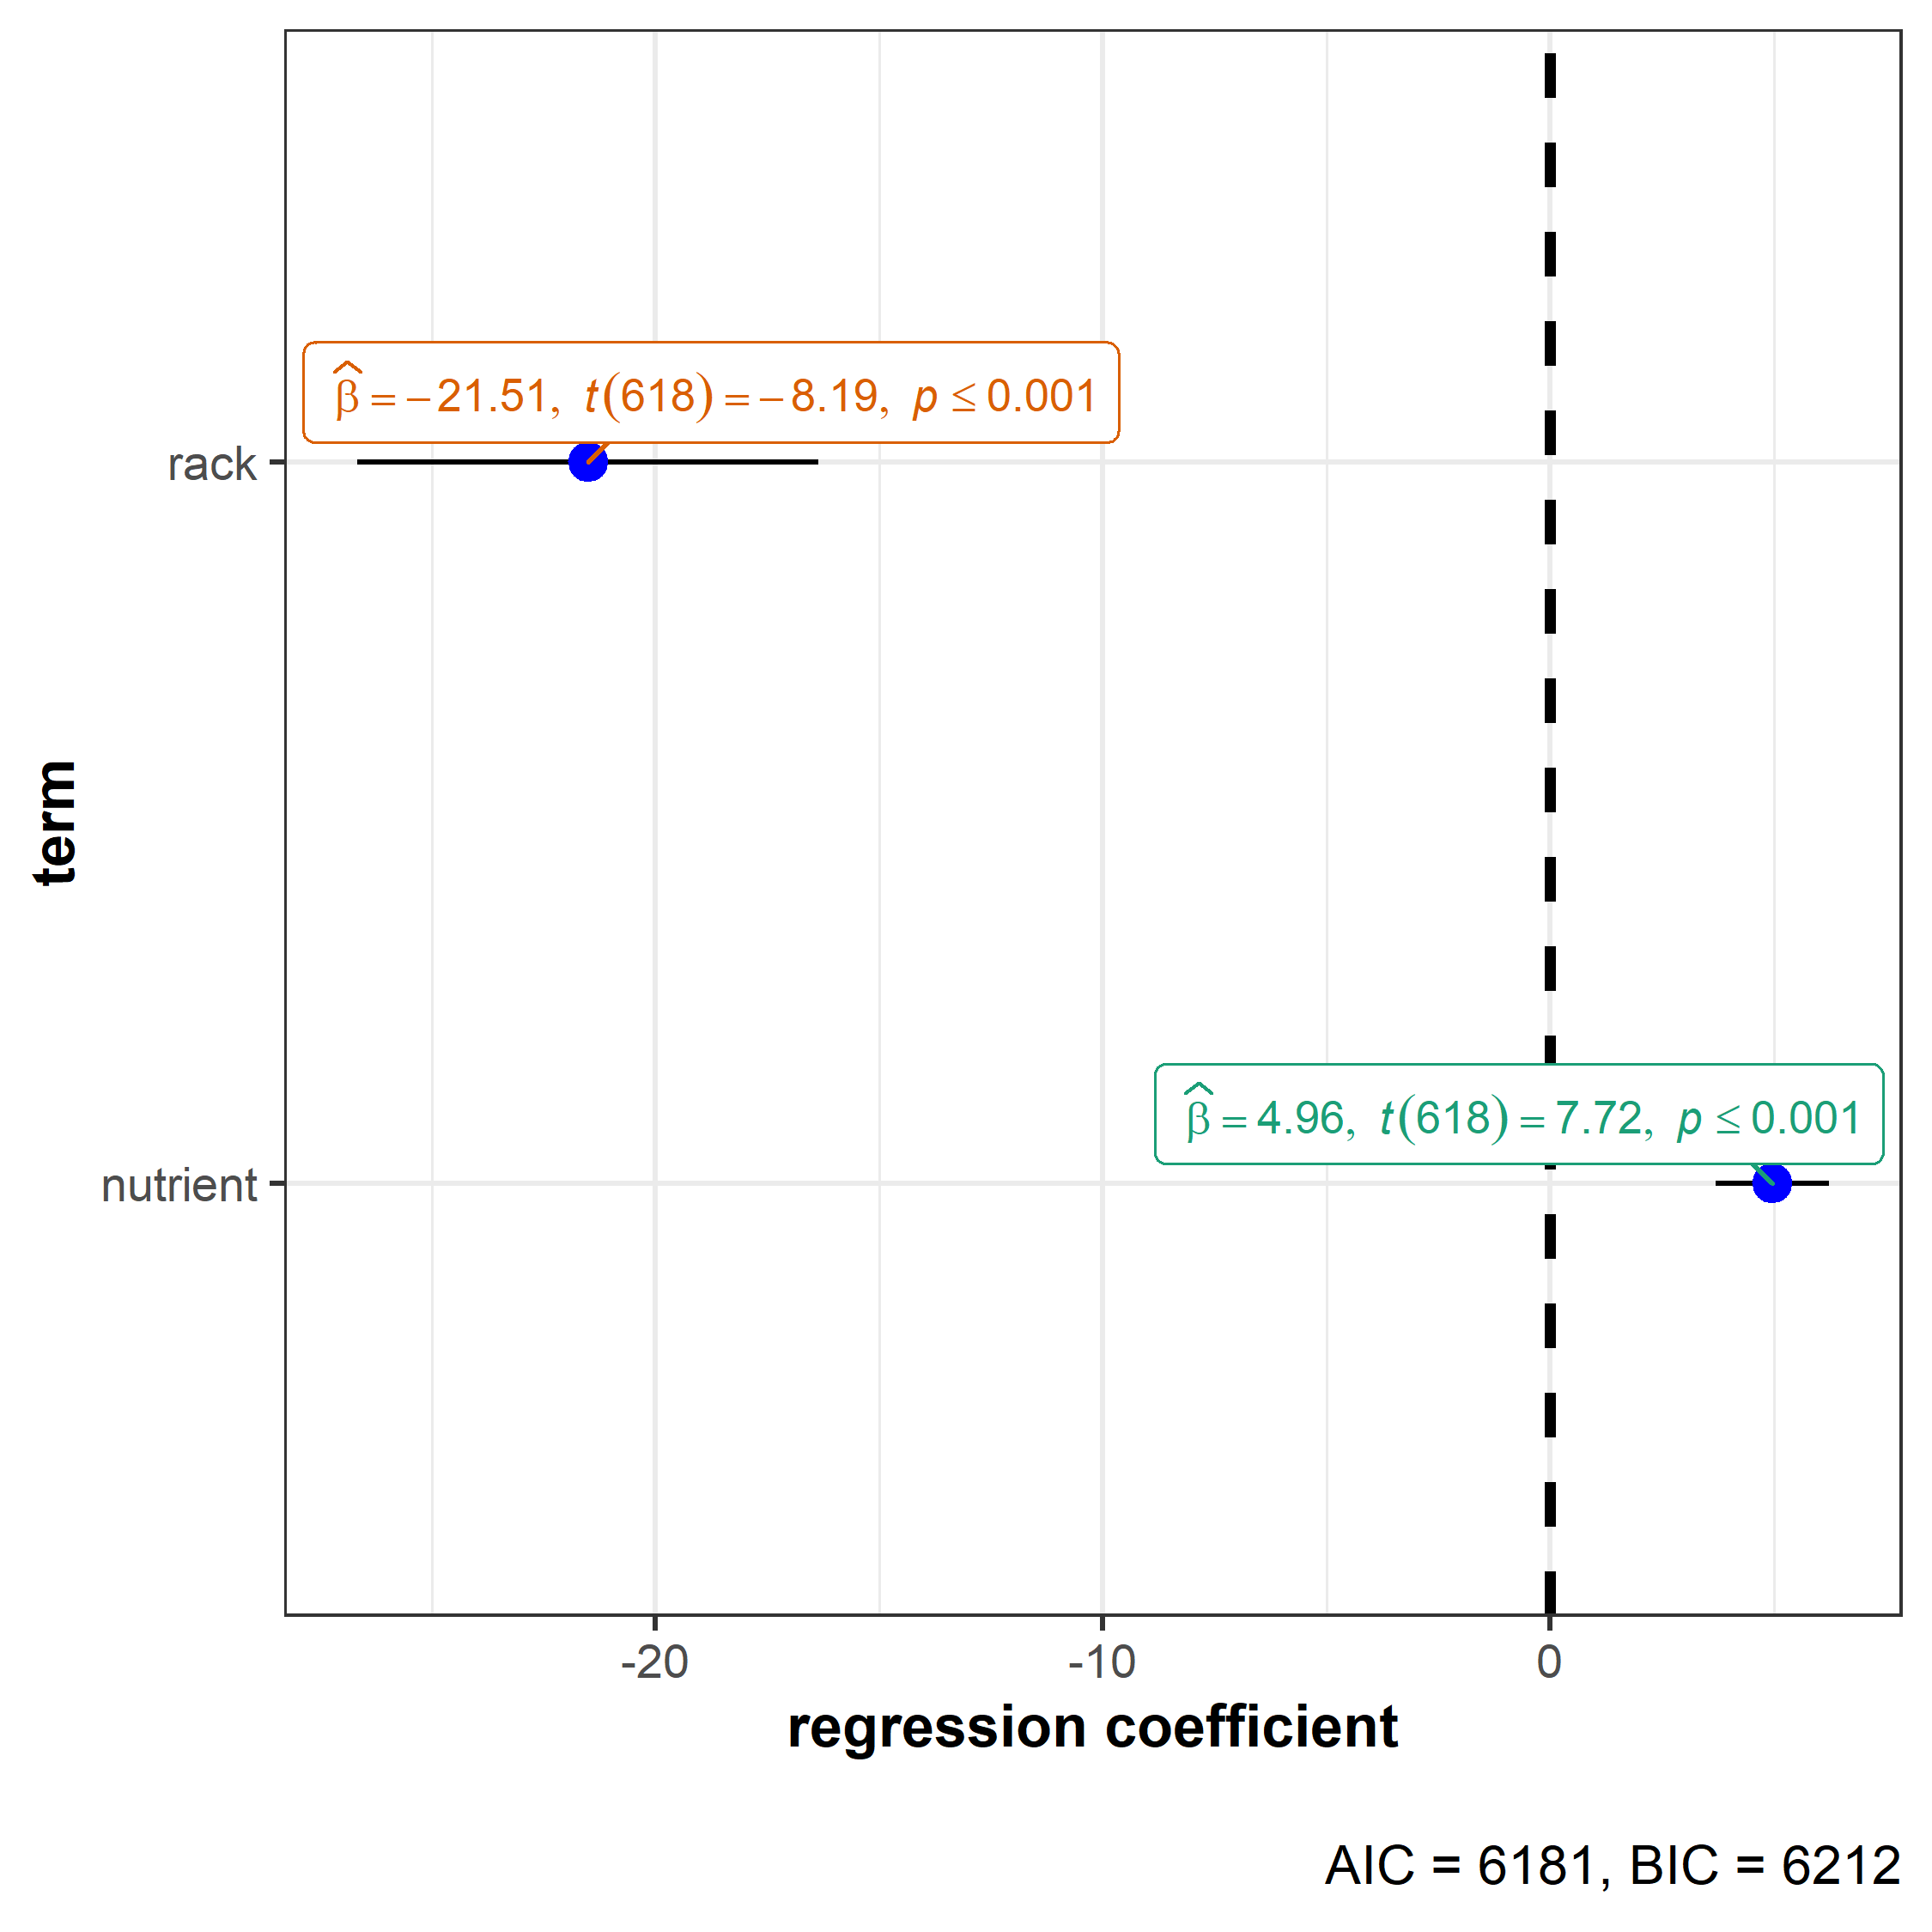 β̂ = −21.51, t(618) = −8.19, p ≤ 0.001
rack
term
β̂ = 4.96, t(618) = 7.72, p ≤ 0.001
nutrient
-20 -10 0
regression coefficient
AIC = 6181, BIC = 6212